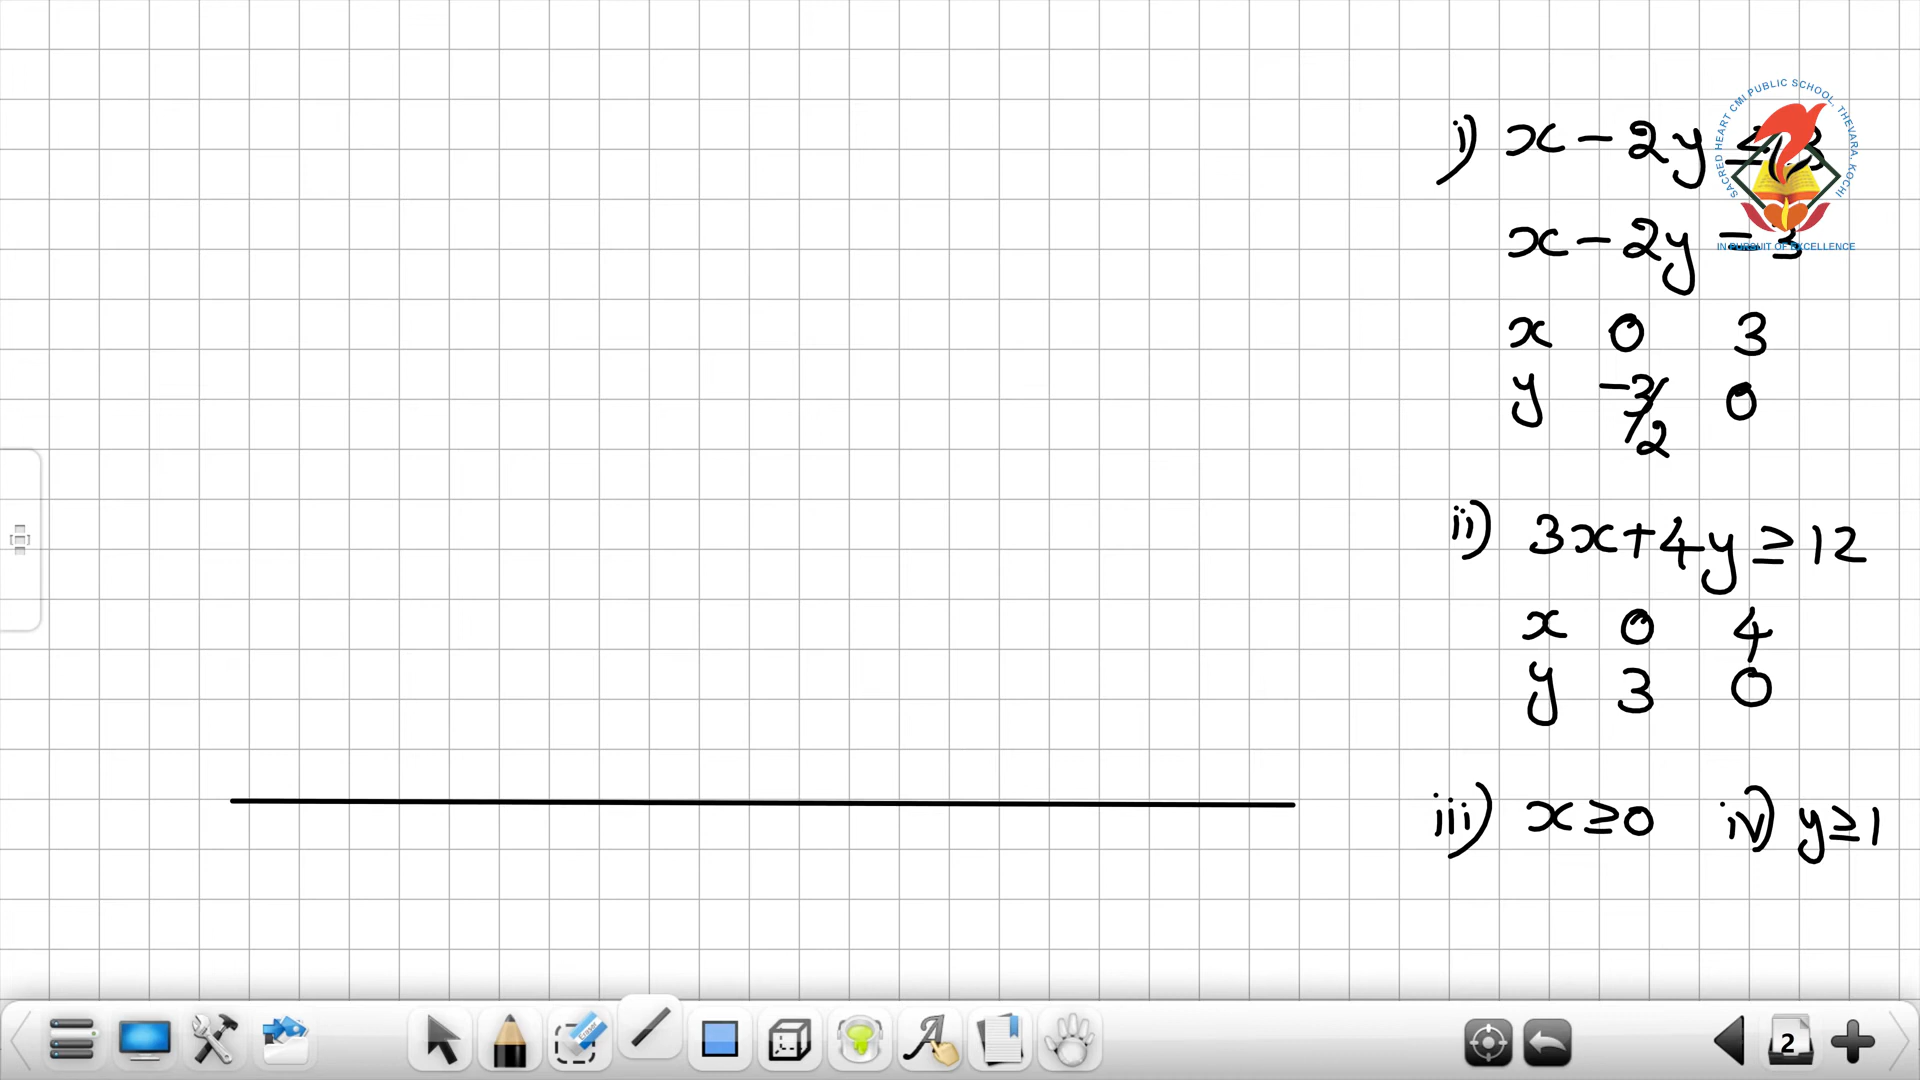 i) x - 2y ≤ 3
x - 2y = 3
x 0 3
y -3/2 0
ii) 3x+4y ≥ 12
x 0 4
y 3 0
iii) x ≥ 0 iv) y ≥ 1
SACRED HEART CMI PUBLIC SCHOOL, THEVARA, KOCHI
IN PURSUIT OF EXCELLENCE
Eraser
A
2